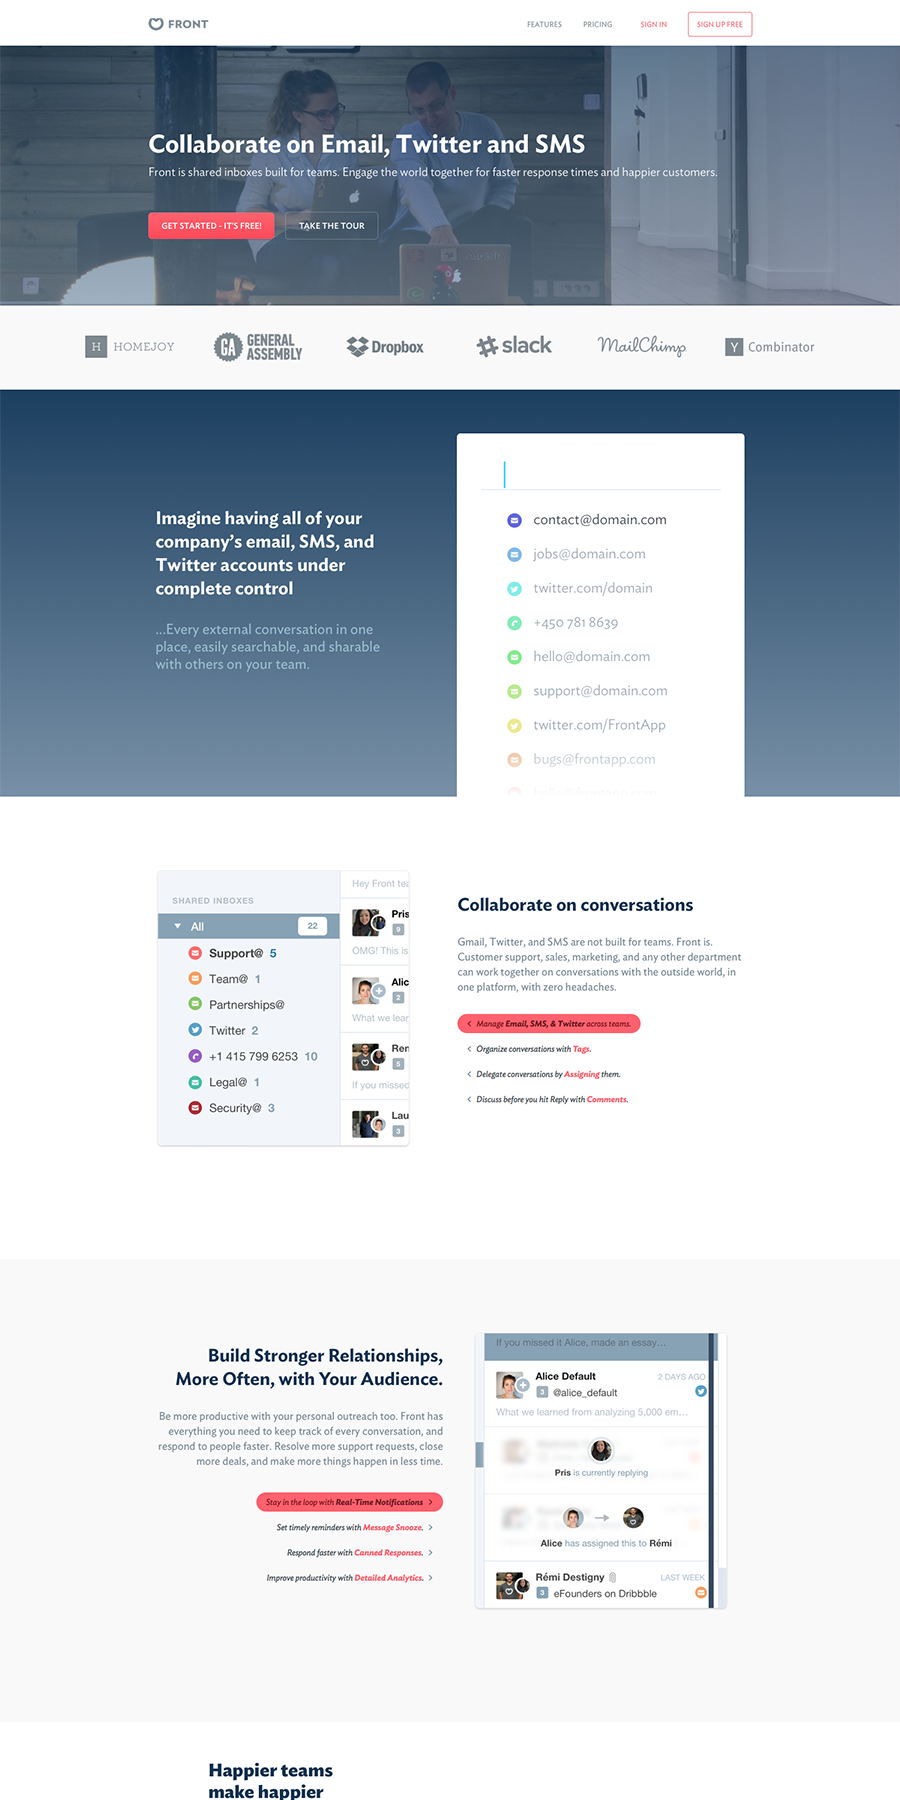 FRONT
FEATURES
PRICING
SIGN IN
SIGN UP FREE
Collaborate on Email, Twitter and SMS
Front is shared inboxes built for teams. Engage the world together for faster response times and happier customers.
GET STARTED - IT'S FREE!
TAKE THE TOUR
H HOMEJOY
GA GENERAL
ASSEMBLY
Dropbox
slack
MailChimp
Y Combinator
Imagine having all of your
company's email, SMS, and
Twitter accounts under
complete control
...Every external conversation in one
place, easily searchable, and sharable
with others on your team.
contact@domain.com
jobs@domain.com
twitter.com/domain
+450 781 8639
hello@domain.com
support@domain.com
twitter.com/FrontApp
bugs@frontapp.com
SHARED INBOXES
All 22
Support@ 5
Team@ 1
Partnerships@
Twitter 2
+1 415 799 6253 10
Legal@ 1
Security@ 3
Hey Front tea
Pris
9
OMG! This is
Alic
2
What we lear
Ren
5
If you missed
Lau
3
Collaborate on conversations
Gmail, Twitter, and SMS are not built for teams. Front is.
Customer support, sales, marketing, and any other department
can work together on conversations with the outside world, in
one platform, with zero headaches.
Manage Email, SMS, & Twitter across teams.
Organize conversations with Tags.
Delegate conversations by Assigning them.
Discuss before you hit Reply with Comments.
Build Stronger Relationships,
More Often, with Your Audience.
Be more productive with your personal outreach too. Front has
everything you need to keep track of every conversation, and
respond to people faster. Resolve more support requests, close
more deals, and make more things happen in less time.
Stay in the loop with Real-Time Notifications
Set timely reminders with Message Snooze.
Respond faster with Canned Responses.
Improve productivity with Detailed Analytics.
If you missed it Alice, made an essay...
Alice Default 2 DAYS AGO
3 @alice_default
What we learned from analyzing 5,000 em...
Pris is currently replying
Alice has assigned this to Rémi
Rémi Destigny LAST WEEK
3 eFounders on Dribbble
Happier teams
make happier